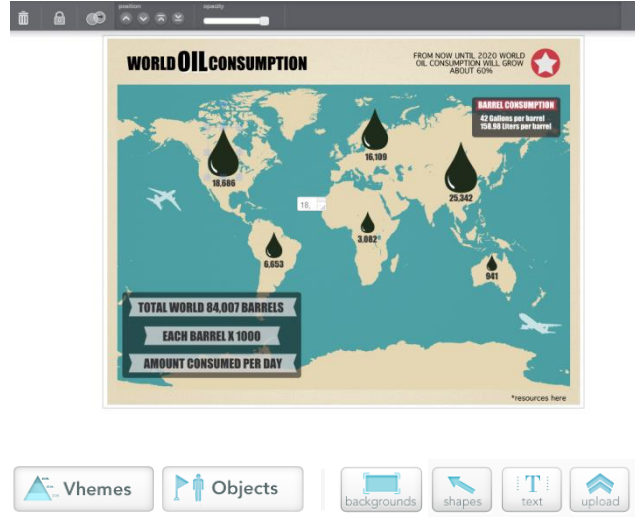 position
opacity
WORLD OIL CONSUMPTION
FROM NOW UNTIL 2020 WORLD
OIL CONSUMPTION WILL GROW
ABOUT 60%
BARREL CONSUMPTION
42 Gallons per barrel
158.98 Liters per barrel
16,109
18,686
25,342
18,
3,082
6,653
941
TOTAL WORLD 84,007 BARRELS
EACH BARREL X 1000
AMOUNT CONSUMED PER DAY
*resources here
Vhemes
Objects
backgrounds
shapes
T
text
upload